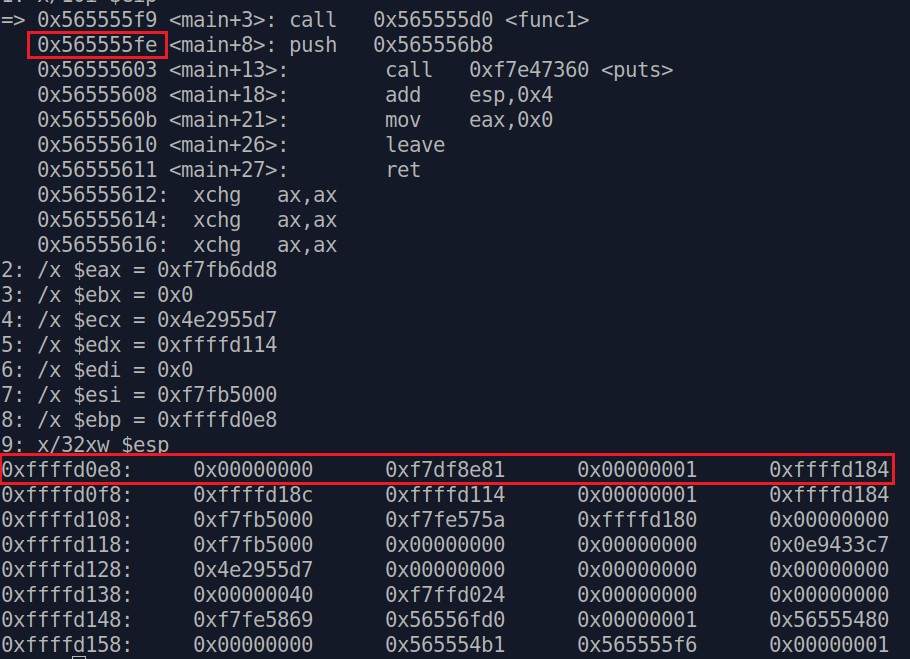 => 0x565555f9 <main+3>: call   0x565555d0 <func1>
   0x565555fe <main+8>: push   0x565556b8
   0x56555603 <main+13>:        call   0xf7e47360 <puts>
   0x56555608 <main+18>:        add    esp,0x4
   0x5655560b <main+21>:        mov    eax,0x0
   0x56555610 <main+26>:        leave
   0x56555611 <main+27>:        ret
   0x56555612:  xchg   ax,ax
   0x56555614:  xchg   ax,ax
   0x56555616:  xchg   ax,ax
2: /x $eax = 0xf7fb6dd8
3: /x $ebx = 0x0
4: /x $ecx = 0x4e2955d7
5: /x $edx = 0xffffd114
6: /x $edi = 0x0
7: /x $esi = 0xf7fb5000
8: /x $ebp = 0xffffd0e8
9: x/32xw $esp
0xffffd0e8:     0x00000000      0xf7df8e81      0x00000001      0xffffd184
0xffffd0f8:     0xffffd18c      0xffffd114      0x00000001      0xffffd184
0xffffd108:     0xf7fb5000      0xf7fe575a      0xffffd180      0x00000000
0xffffd118:     0xf7fb5000      0x00000000      0x00000000      0x0e9433c7
0xffffd128:     0x4e2955d7      0x00000000      0x00000000      0x00000000
0xffffd138:     0x00000040      0xf7ffd024      0x00000000      0x00000000
0xffffd148:     0xf7fe5869      0x56556fd0      0x00000001      0x56555480
0xffffd158:     0x00000000      0x565554b1      0x565555f6      0x00000001